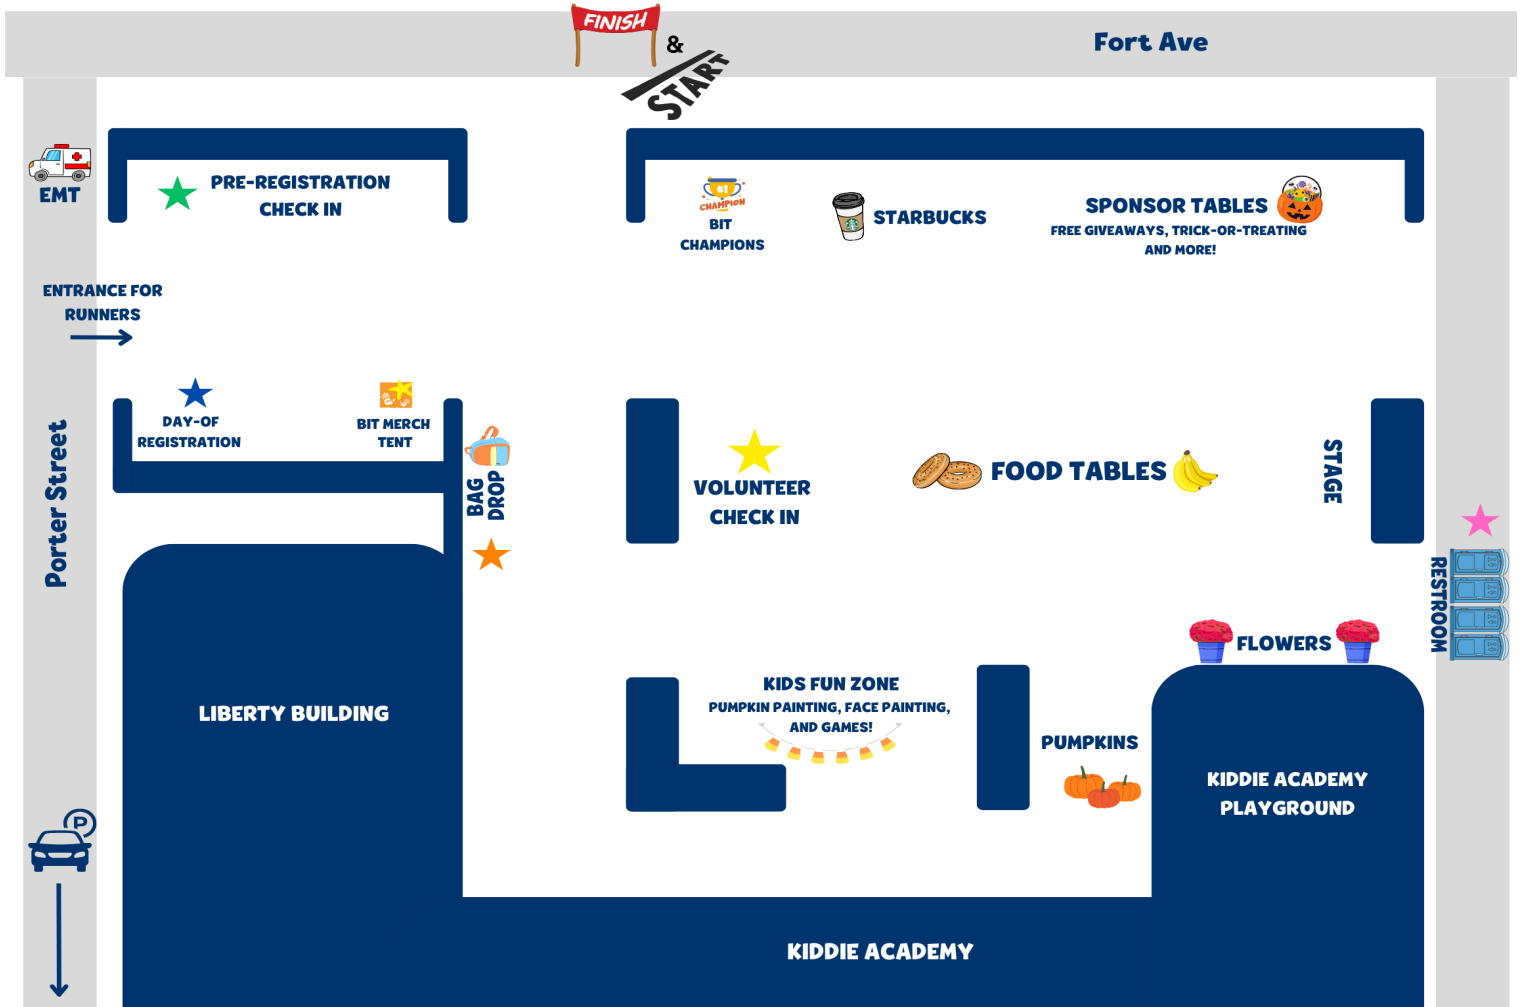 FINISH
&
START
Fort Ave
EMT
PRE-REGISTRATION
CHECK IN
#1
CHAMPION
BIT
CHAMPIONS
STARBUCKS
SPONSOR TABLES
FREE GIVEAWAYS, TRICK-OR-TREATING
AND MORE!
ENTRANCE FOR
RUNNERS
DAY-OF
REGISTRATION
BIT MERCH
TENT
BAG
DROP
Porter Street
VOLUNTEER
CHECK IN
FOOD TABLES
STAGE
RESTROOM
FLOWERS
LIBERTY BUILDING
KIDS FUN ZONE
PUMPKIN PAINTING, FACE PAINTING,
AND GAMES!
PUMPKINS
KIDDIE ACADEMY
PLAYGROUND
P
KIDDIE ACADEMY